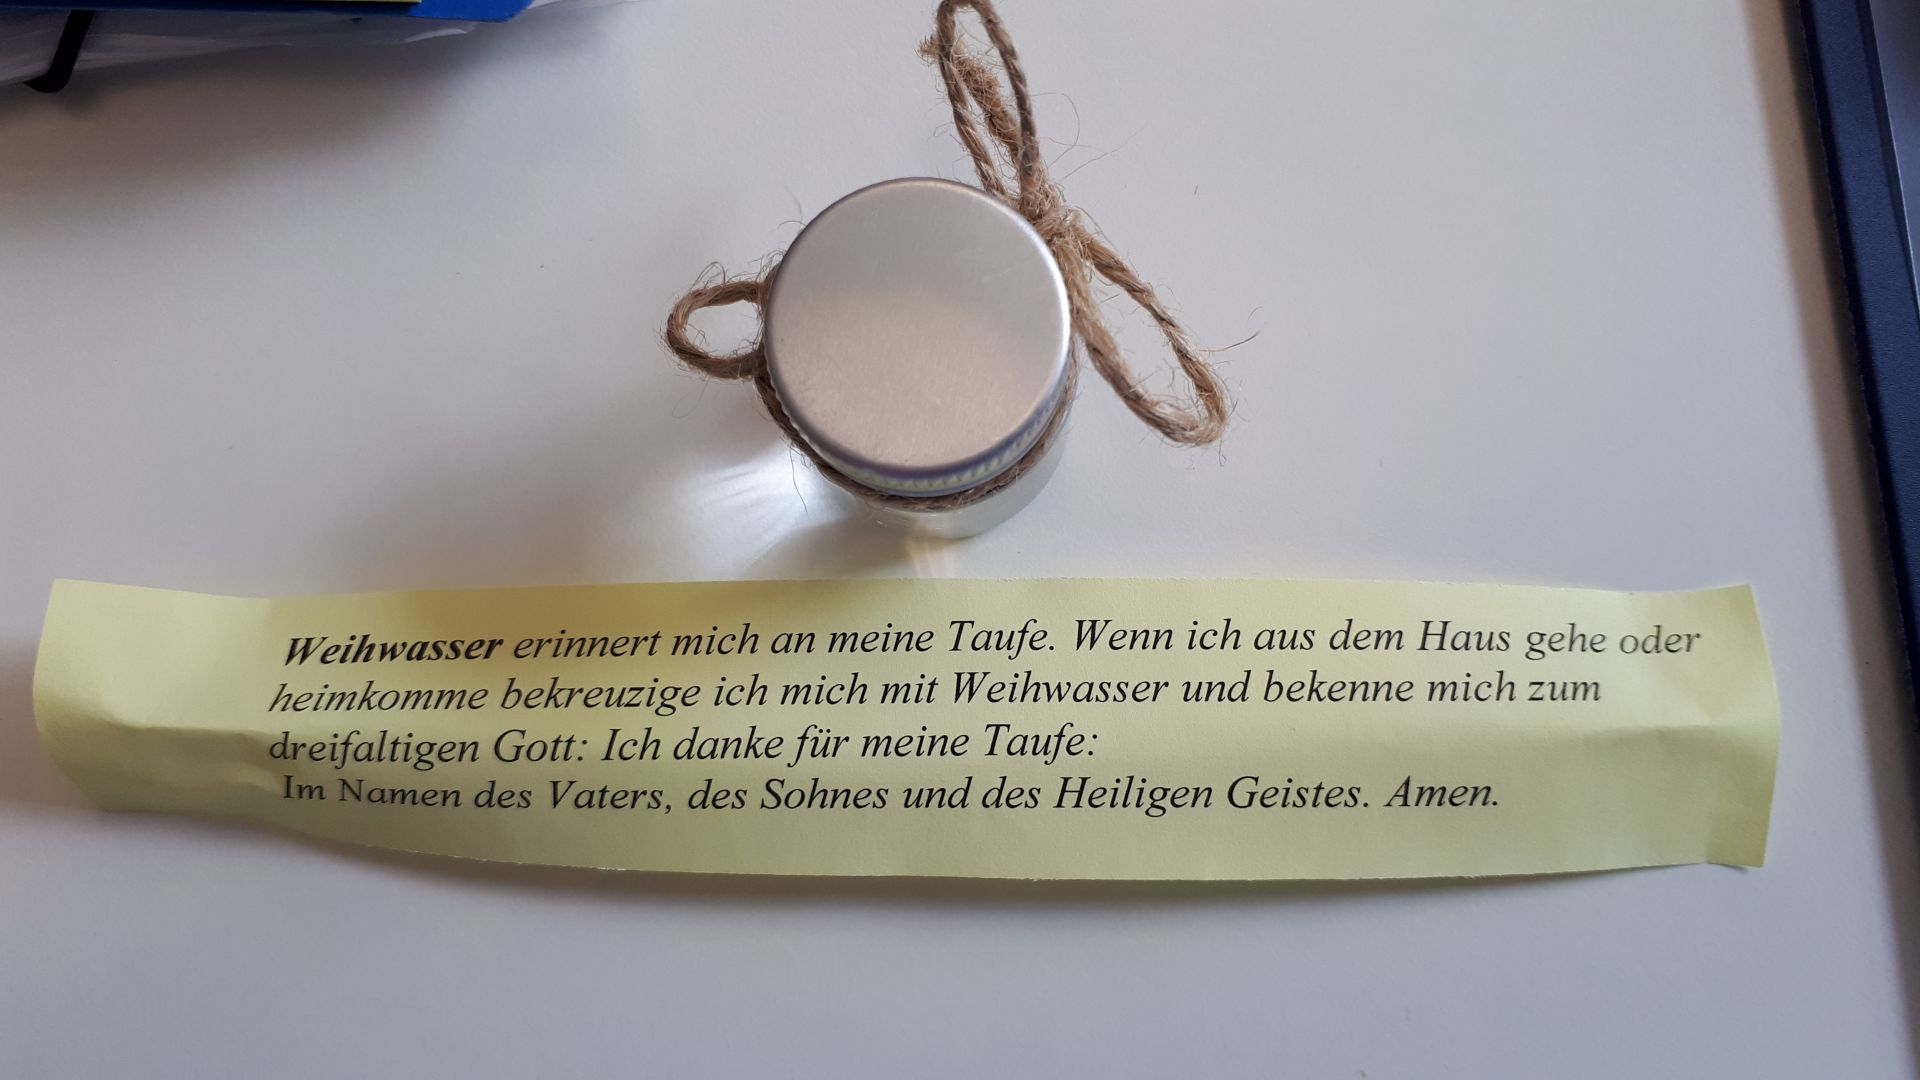 Weihwasser erinnert mich an meine Taufe. Wenn ich aus dem Haus gehe oder
heimkomme bekreuzige ich mich mit Weihwasser und bekenne mich zum
dreifaltigen Gott: Ich danke für meine Taufe:
Im Namen des Vaters, des Sohnes und des Heiligen Geistes. Amen.